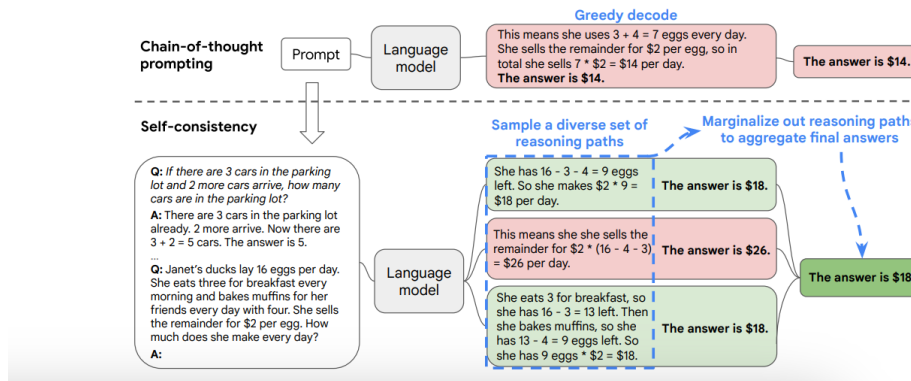 Greedy decode
Chain-of-thought
prompting
Prompt
Language
model
This means she uses 3 + 4 = 7 eggs every day.
She sells the remainder for $2 per egg, so in
total she sells 7 * $2 = $14 per day.
The answer is $14.
The answer is $14.
Self-consistency
Sample a diverse set of
reasoning paths
Marginalize out reasoning paths
to aggregate final answers
Q: If there are 3 cars in the parking
lot and 2 more cars arrive, how many
cars are in the parking lot?
A: There are 3 cars in the parking lot
already. 2 more arrive. Now there are
3 + 2 = 5 cars. The answer is 5.
...
Q: Janet's ducks lay 16 eggs per day.
She eats three for breakfast every
morning and bakes muffins for her
friends every day with four. She sells
the remainder for $2 per egg. How
much does she make every day?
A:
Language
model
She has 16 - 3 - 4 = 9 eggs
left. So she makes $2 * 9 =
$18 per day.
The answer is $18.
This means she she sells the
remainder for $2 * (16 - 4 - 3)
= $26 per day.
The answer is $26.
She eats 3 for breakfast, so
she has 16 - 3 = 13 left. Then
she bakes muffins, so she
has 13 - 4 = 9 eggs left. So
she has 9 eggs * $2 = $18.
The answer is $18.
The answer is $18